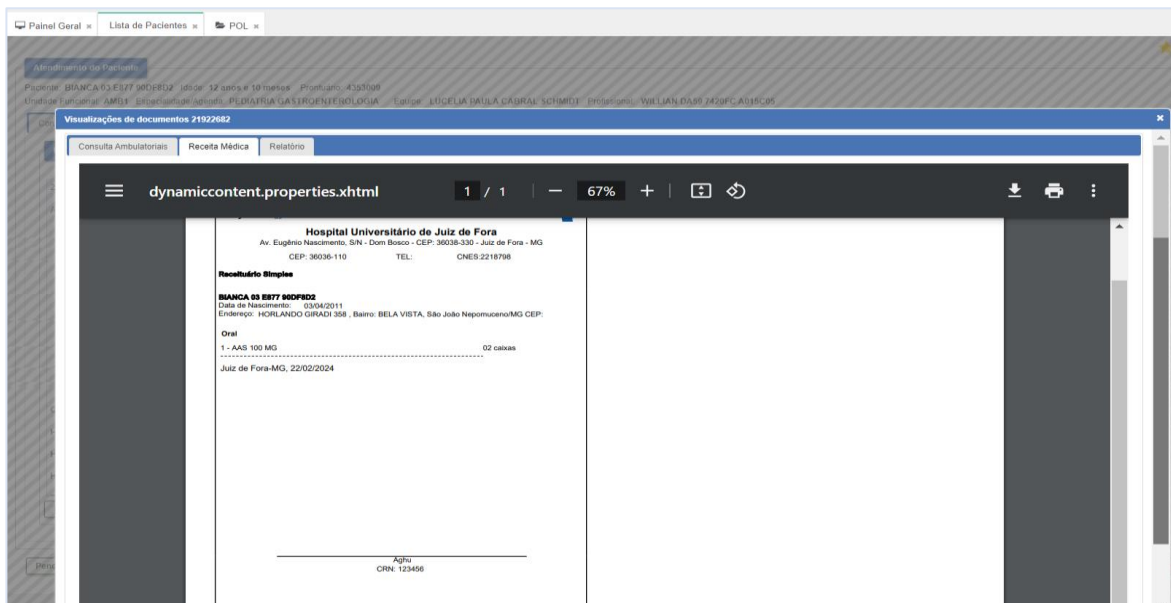 Painel Geral × Lista de Pacientes × POL ×
Atendimento do Paciente
Paciente: BIANCA 03 E877 90DF8D2 Idade: 12 anos e 10 meses Prontuário: 4353009
Unidade Funcional: AMB1 Especialidade/Agenda: PEDIATRIA GASTROENTEROLOGIA Equipe: LUCELIA PAULA CABRAL SCHMIDT Profissional: WILLIAN DA59 7429FC A015C05
Visualizações de documentos 21922682 ×
Consulta Ambulatoriais Receita Médica Relatório
dynamiccontent.properties.xhtml 1 / 1 67%
Hospital Universitário de Juiz de Fora
Av. Eugênio Nascimento, S/N - Dom Bosco - CEP: 36038-330 - Juiz de Fora - MG
CEP: 36036-110 TEL: CNES:2218798
Receituário Simples
BIANCA 03 E877 90DF8D2
Data de Nascimento: 03/04/2011
Endereço: HORLANDO GIRADI 358 , Bairro: BELA VISTA, São João Nepomuceno/MG CEP:
Oral
1 - AAS 100 MG 02 caixas
Juiz de Fora-MG, 22/02/2024
Aghu
CRN: 123456